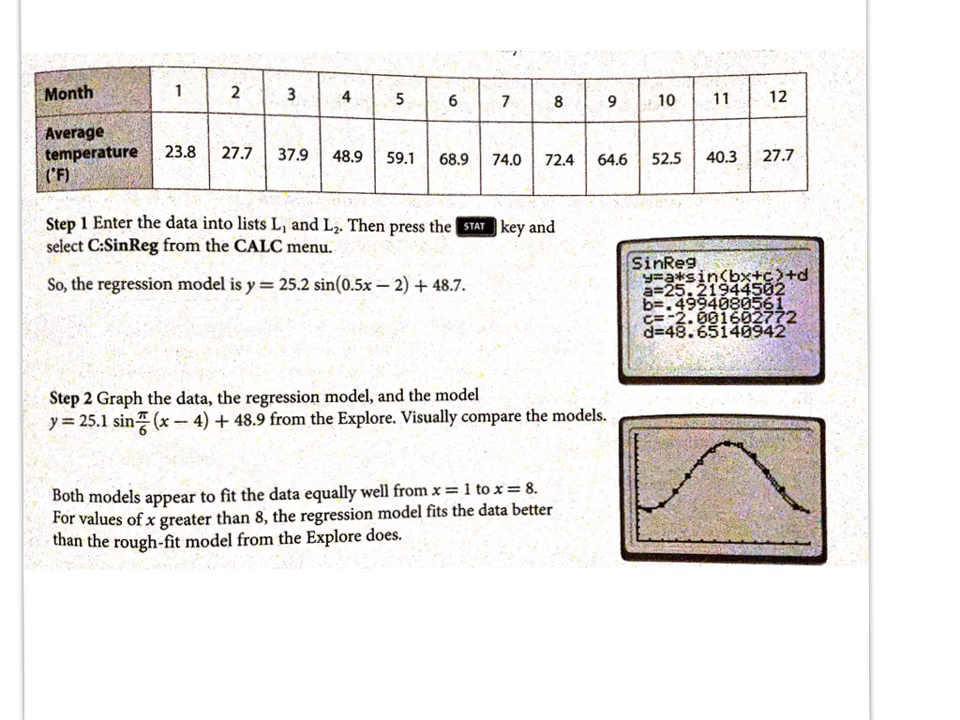 Month 1 2 3 4 5 6 7 8 9 10 11 12
Average
temperature
(°F) 23.8 27.7 37.9 48.9 59.1 68.9 74.0 72.4 64.6 52.5 40.3 27.7
Step 1 Enter the data into lists L₁ and L₂. Then press the STAT key and
select C:SinReg from the CALC menu.
So, the regression model is y = 25.2 sin(0.5x − 2) + 48.7.
SinReg
y=a*sin(bx+c)+d
a=25.21944502
b=.4994080561
c=-2.001602772
d=48.65140942
Step 2 Graph the data, the regression model, and the model
y = 25.1 sin π/6 (x − 4) + 48.9 from the Explore. Visually compare the models.
Both models appear to fit the data equally well from x = 1 to x = 8.
For values of x greater than 8, the regression model fits the data better
than the rough-fit model from the Explore does.